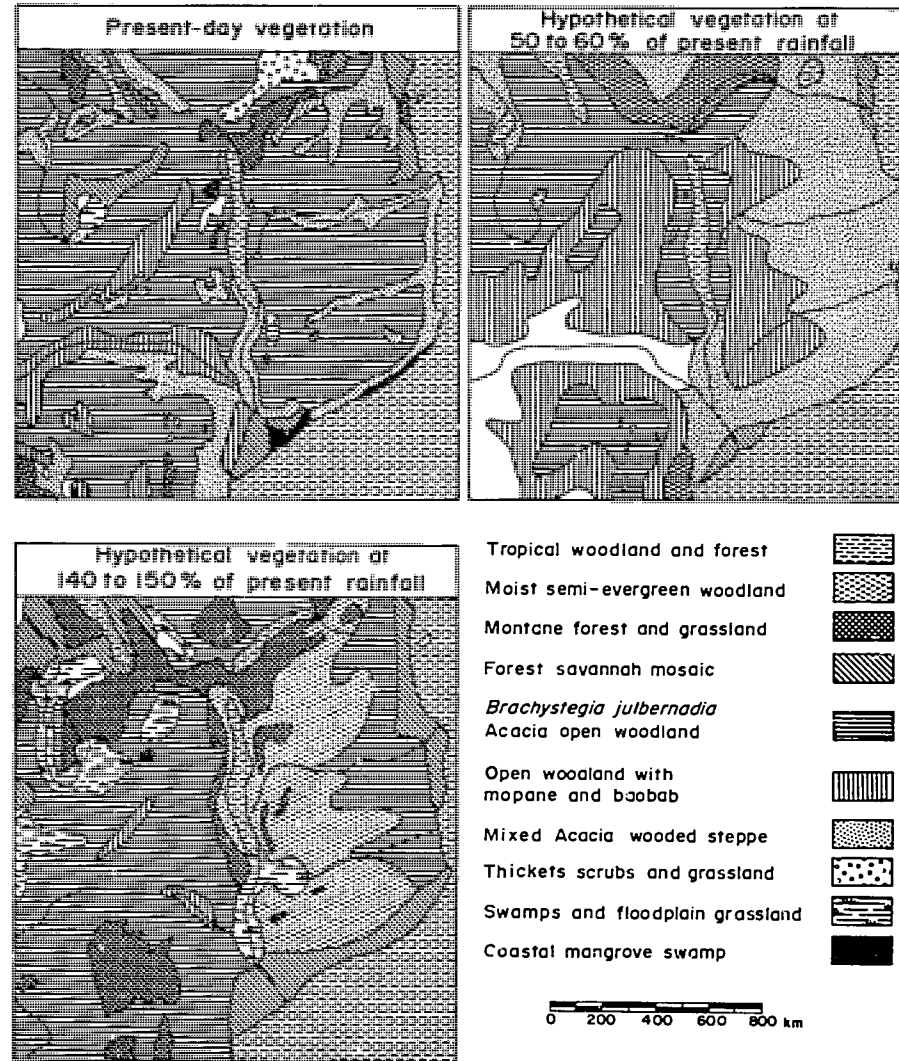 Present-day vegetation
Hypothetical vegetation at
50 to 60% of present rainfall
Hypothetical vegetation at
140 to 150% of present rainfall
Tropical woodland and forest
Moist semi-evergreen woodland
Montane forest and grassland
Forest savannah mosaic
Brachystegia julbernadia
Acacia open woodland
Open woodland with
mopane and baobab
Mixed Acacia wooded steppe
Thickets scrubs and grassland
Swamps and floodplain grassland
Coastal mangrove swamp
0 200 400 600 800 km